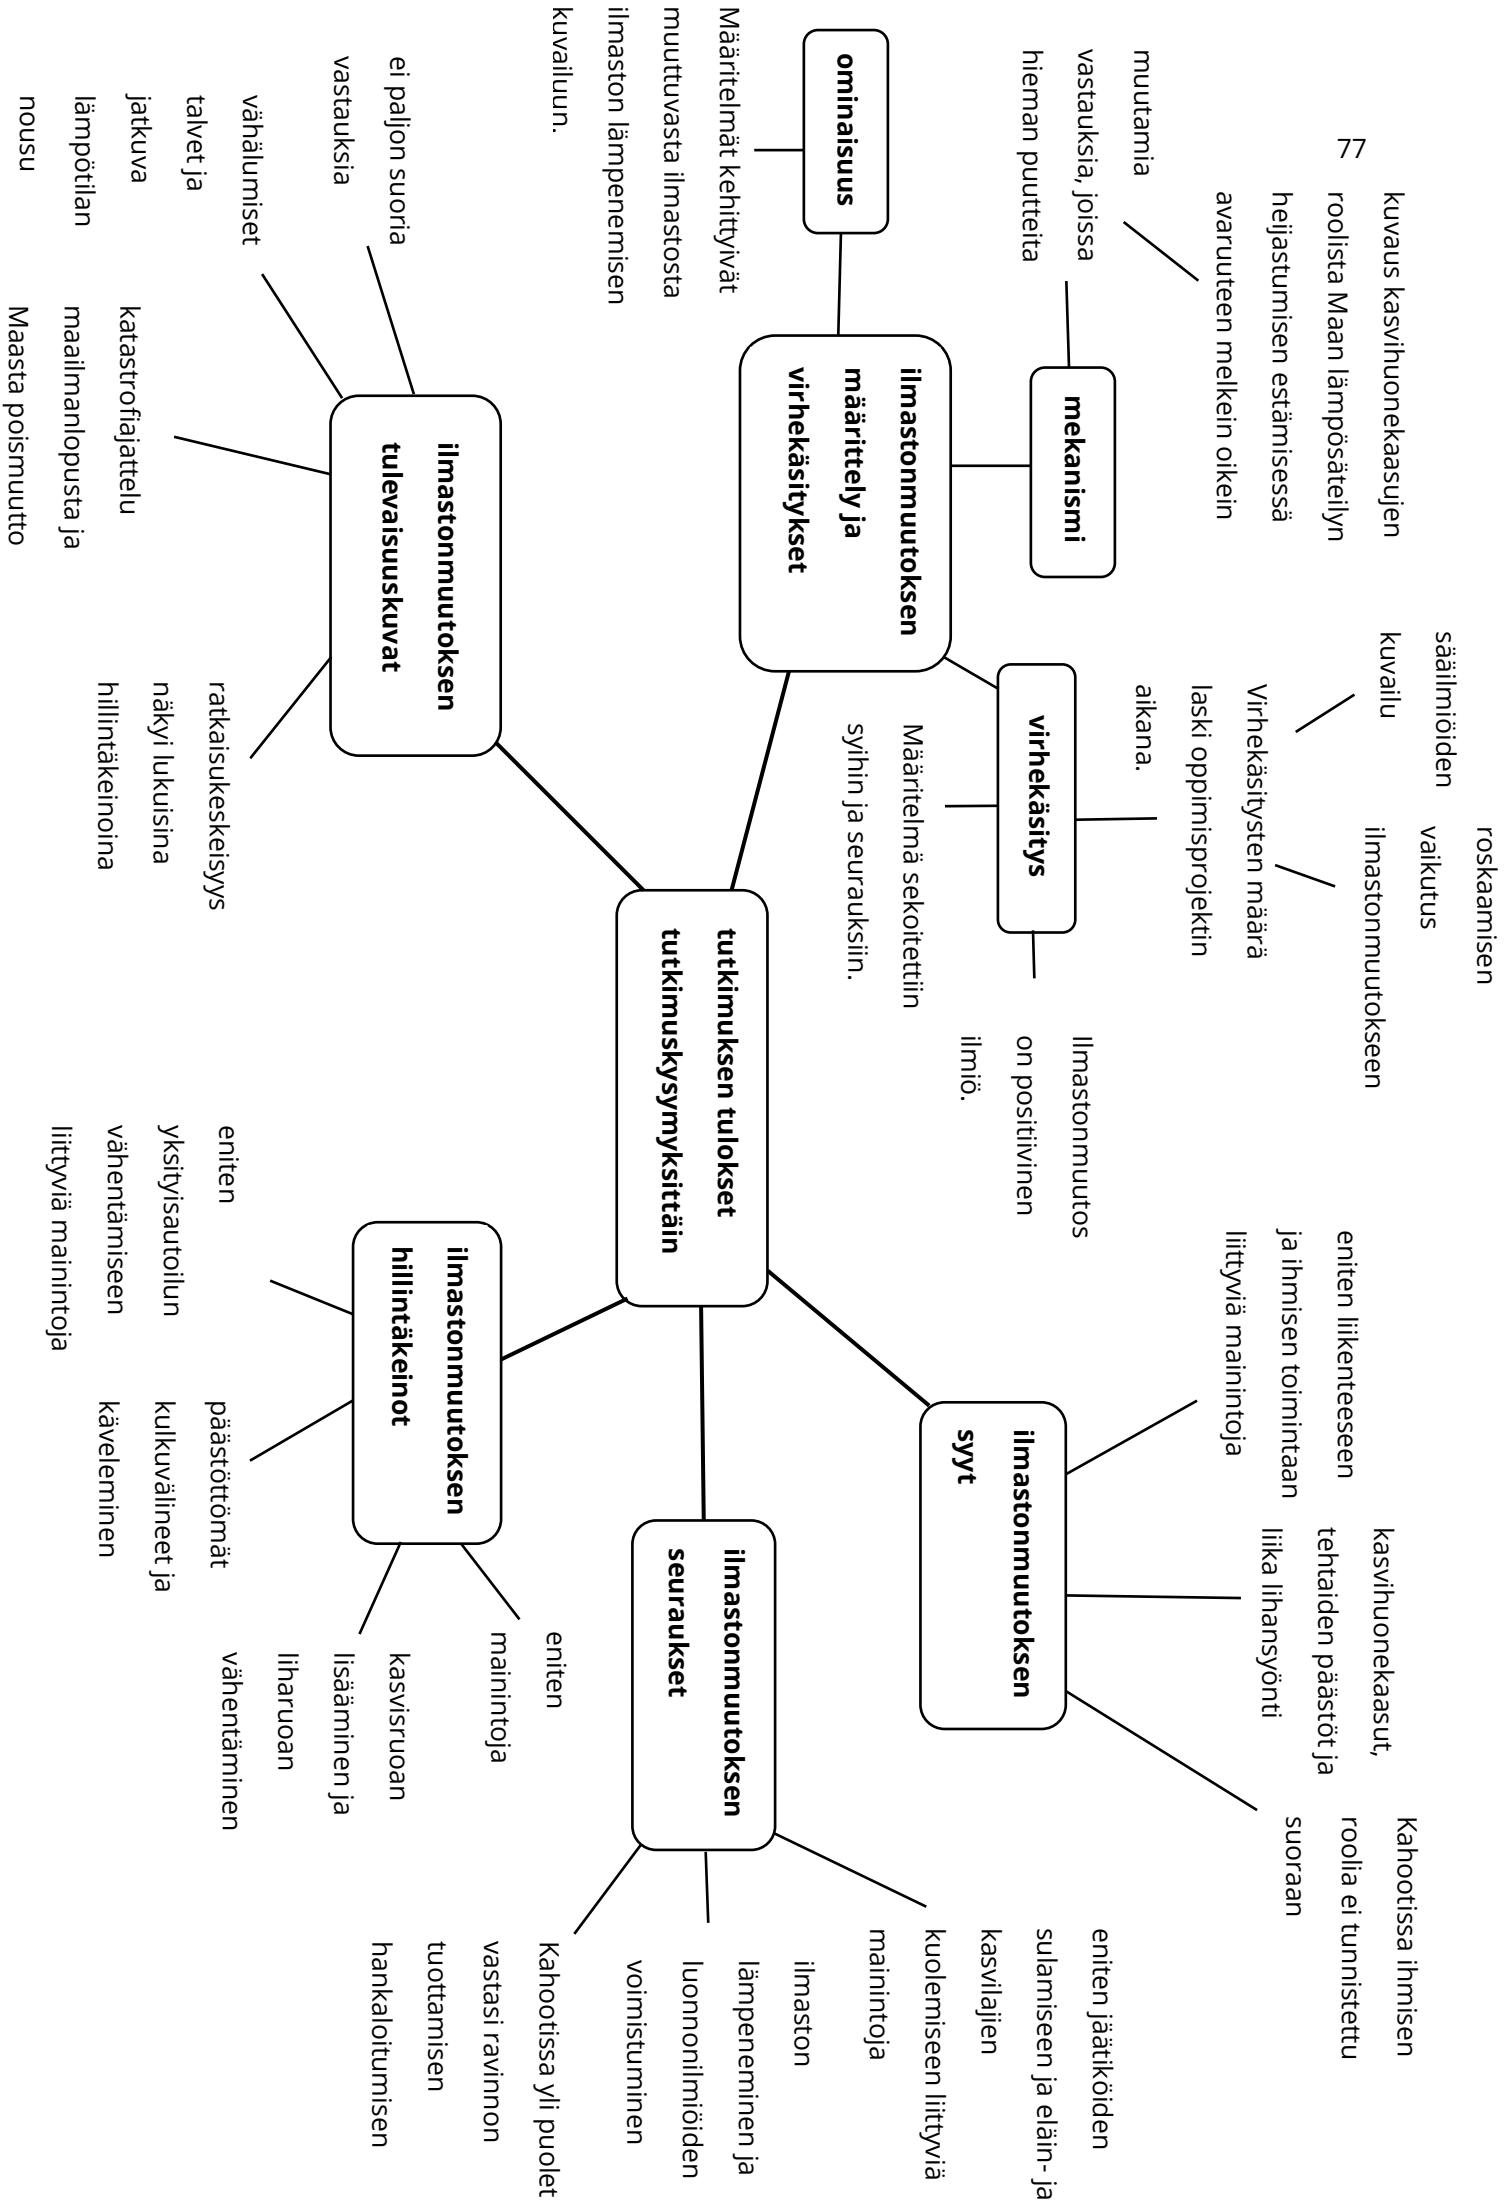 77
kuvaus kasvihuonekaasujen
roolista Maan lämpösäteilyn
heijastumisen estämisessä
avaruuteen melkein oikein
muutamia
vastauksia, joissa
hieman puutteita
mekanismi
ominaisuus
Määritelmät kehittyivät
muuttuvasta ilmastosta
ilmaston lämpenemisen
kuvailuun.
ilmastonmuutoksen
määrittely ja
virhekäsitykset
sääilmiöiden
kuvailu
roskaamisen
vaikutus
ilmastonmuutokseen
Virhekäsitysten määrä
laski oppimisprojektin
aikana.
virhekäsitys
Määritelmä sekoitettiin
syihin ja seurauksiin.
Ilmastonmuutos
on positiivinen
ilmiö.
tutkimuksen tulokset
tutkimuskysymyksittäin
eniten liikenteeseen
ja ihmisen toimintaan
liittyviä mainintoja
kasvihuonekaasut,
tehtaiden päästöt ja
liika lihansyönti
Kahootissa ihmisen
roolia ei tunnistettu
suoraan
ilmastonmuutoksen
syyt
ilmastonmuutoksen
seuraukset
eniten jäätiköiden
sulamiseen ja eläin- ja
kasvilajien
kuolemiseen liittyviä
mainintoja
ilmaston
lämpeneminen ja
luonnonilmiöiden
voimistuminen
Kahootissa yli puolet
vastasi ravinnon
tuottamisen
hankaloitumisen
ilmastonmuutoksen
hillintäkeinot
eniten
mainintoja
kasvisruoan
lisääminen ja
liharuoan
vähentäminen
päästöttömät
kulkuvälineet ja
käveleminen
eniten
yksityisautoilun
vähentämiseen
liittyviä mainintoja
ilmastonmuutoksen
tulevaisuuskuvat
ei paljon suoria
vastauksia
vähälumiset
talvet ja
jatkuva
lämpötilan
nousu
katastrofiajattelu
maailmanlopusta ja
Maasta poismuutto
ratkaisukeskeisyys
näkyi lukuisina
hillintäkeinoina